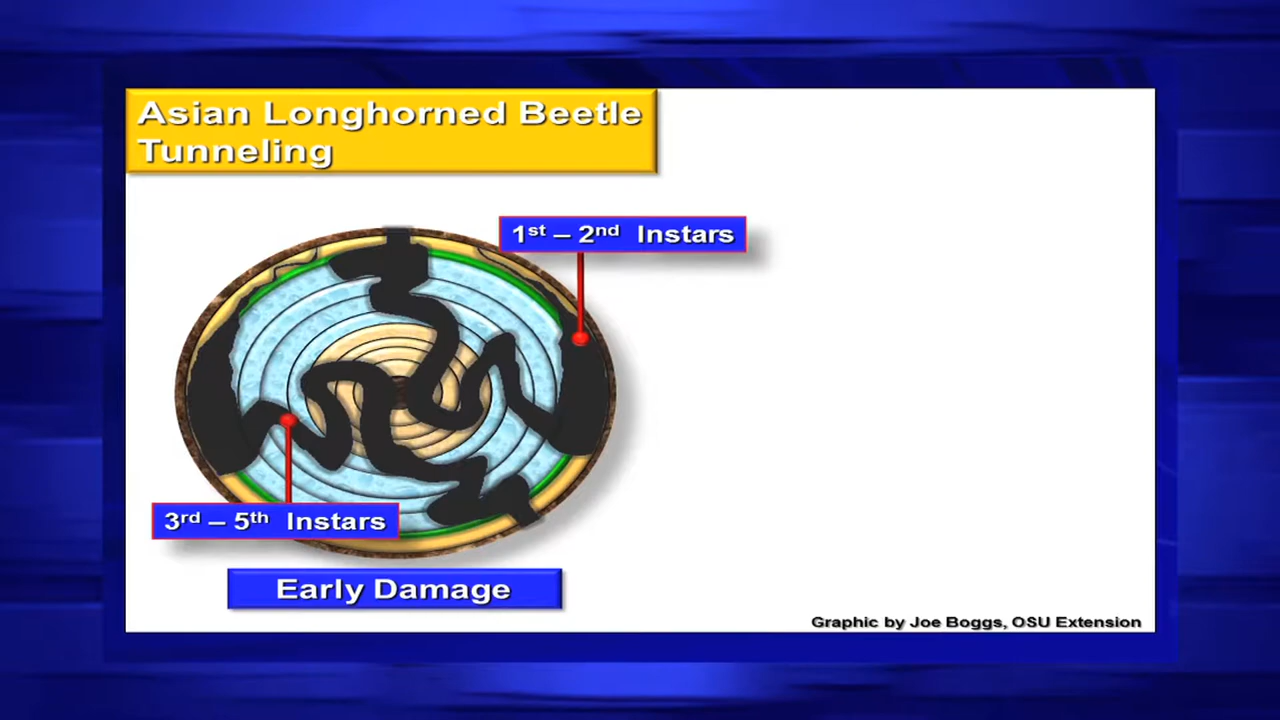 Asian Longhorned Beetle
Tunneling
1st – 2nd Instars
3rd – 5th Instars
Early Damage
Graphic by Joe Boggs, OSU Extension